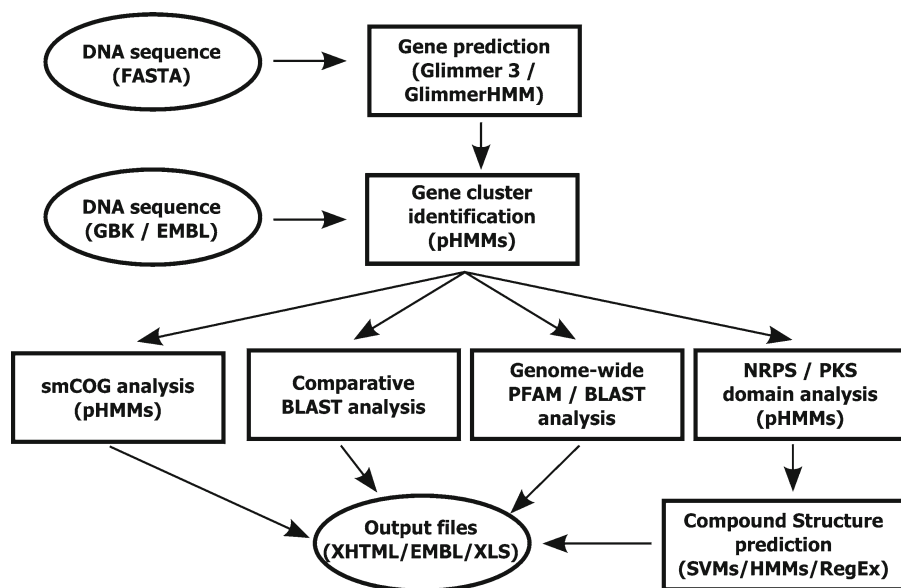 DNA sequence
(FASTA)
Gene prediction
(Glimmer 3 /
GlimmerHMM)
DNA sequence
(GBK / EMBL)
Gene cluster
identification
(pHMMs)
smCOG analysis
(pHMMs)
Comparative
BLAST analysis
Genome-wide
PFAM / BLAST
analysis
NRPS / PKS
domain analysis
(pHMMs)
Output files
(XHTML/EMBL/XLS)
Compound Structure
prediction
(SVMs/HMMs/RegEx)